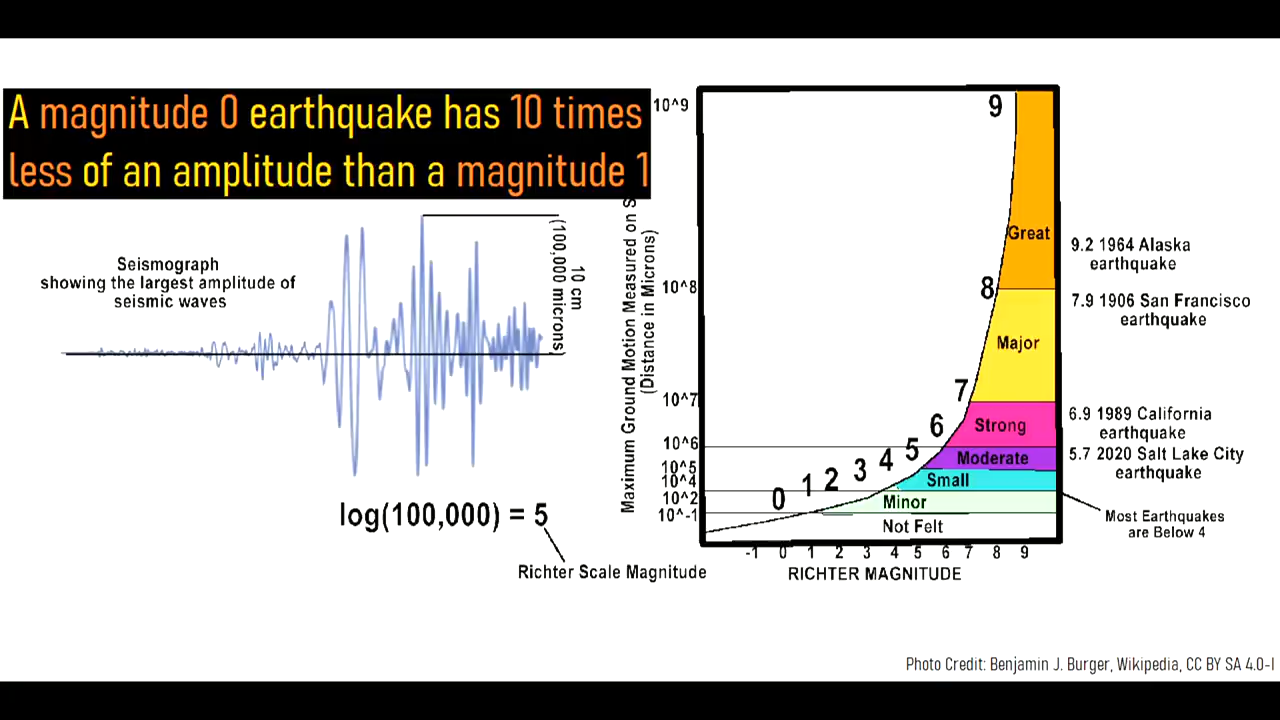 A magnitude 0 earthquake has 10 times
less of an amplitude than a magnitude 1
Seismograph
showing the largest amplitude of
seismic waves
10 cm
(100,000 microns)
log(100,000) = 5
Richter Scale Magnitude
Maximum Ground Motion Measured on S
(Distance in Microns)
10^9
10^8
10^7
10^6
10^5
10^4
10^2
10^-1
0
1
2
3
4
5
6
7
8
9
Great
Major
Strong
Moderate
Small
Minor
Not Felt
-1 0 1 2 3 4 5 6 7 8 9
RICHTER MAGNITUDE
9.2 1964 Alaska
earthquake
7.9 1906 San Francisco
earthquake
6.9 1989 California
earthquake
5.7 2020 Salt Lake City
earthquake
Most Earthquakes
are Below 4
Photo Credit: Benjamin J. Burger, Wikipedia, CC BY SA 4.0-I